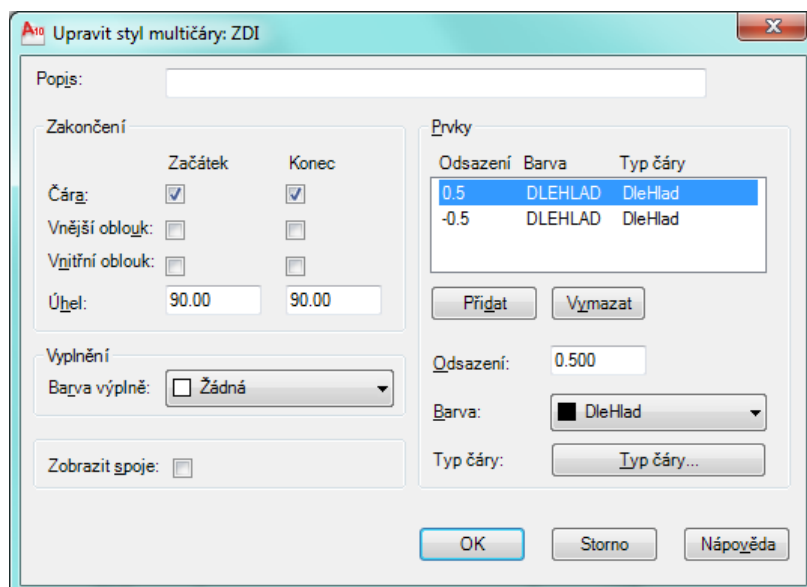 A10 Upravit styl multičáry: ZDI
Popis:
Zakončení
Začátek Konec
Čára:
Vnější oblouk:
Vnitřní oblouk:
Úhel: 90.00 90.00
Vyplnění
Barva výplně: Žádná
Zobrazit spoje:
Prvky
Odsazení Barva Typ čáry
0.5 DLEHLAD DleHlad
-0.5 DLEHLAD DleHlad
Přidat Vymazat
Odsazení: 0.500
Barva: DleHlad
Typ čáry: Typ čáry...
OK Storno Nápověda